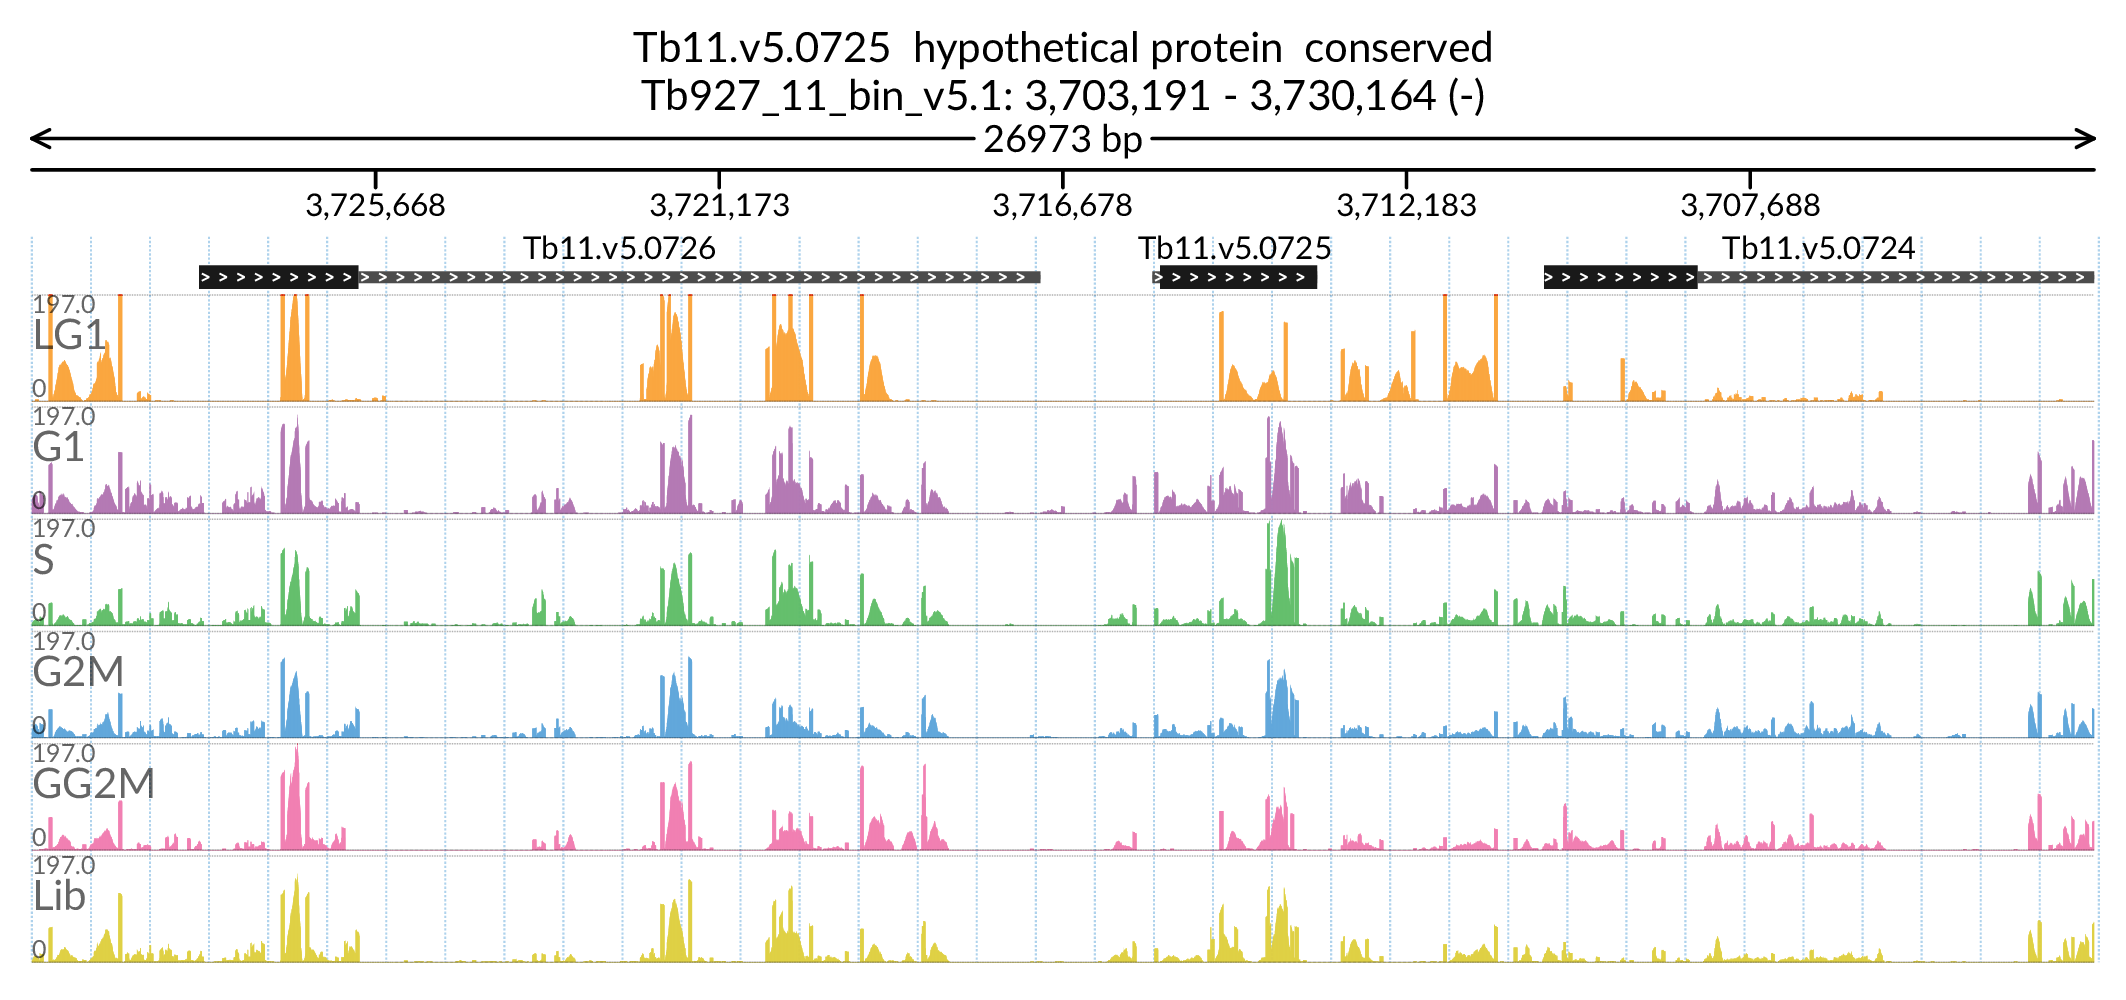 Tb11.v5.0725  hypothetical protein  conserved
Tb927_11_bin_v5.1: 3,703,191 - 3,730,164 (-)
26973 bp
3,725,668 3,721,173 3,716,678 3,712,183 3,707,688
Tb11.v5.0726 Tb11.v5.0725 Tb11.v5.0724
197.0
LG1
0
197.0
G1
0
197.0
S
0
197.0
G2M
0
197.0
GG2M
0
197.0
Lib
0